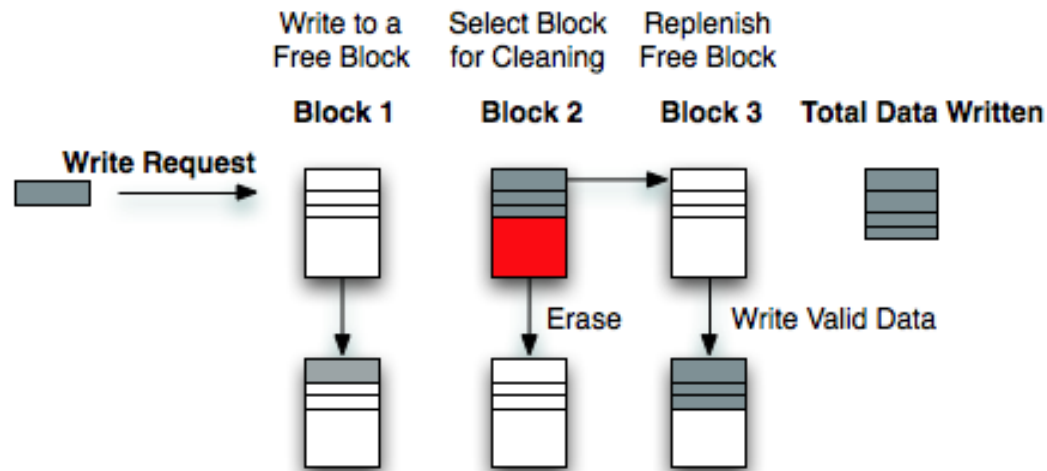 Write to a
Free Block
Select Block
for Cleaning
Replenish
Free Block
Block 1
Block 2
Block 3
Total Data Written
Write Request
Erase
Write Valid Data